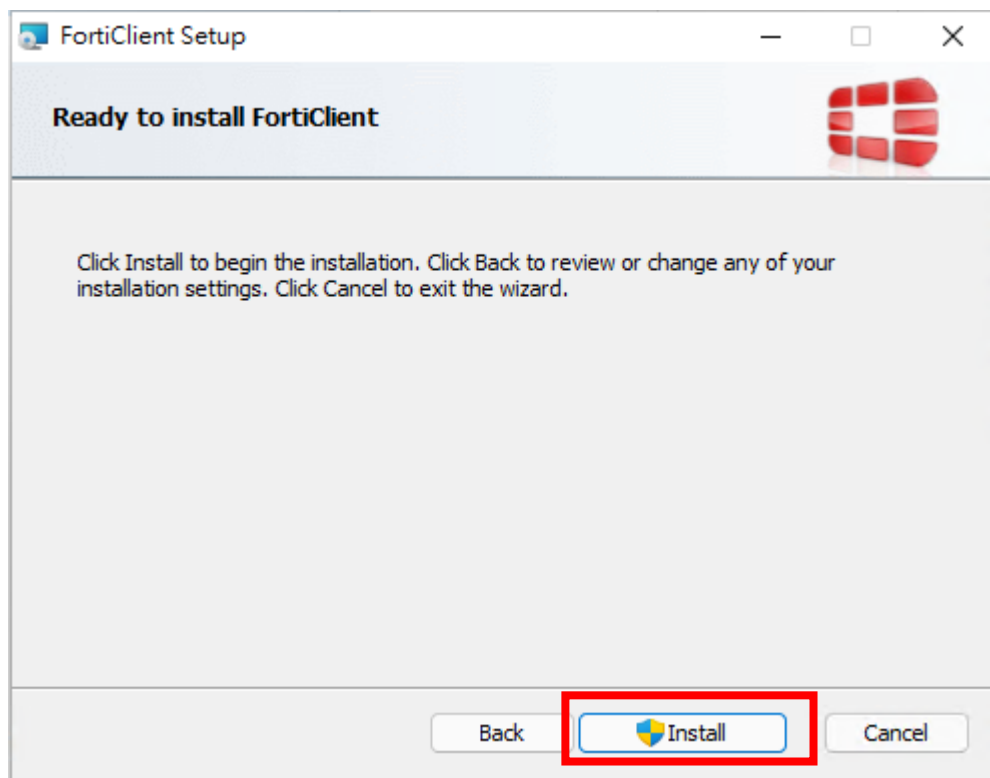 FortiClient Setup
Ready to install FortiClient
Click Install to begin the installation. Click Back to review or change any of your
installation settings. Click Cancel to exit the wizard.
Back
Install
Cancel